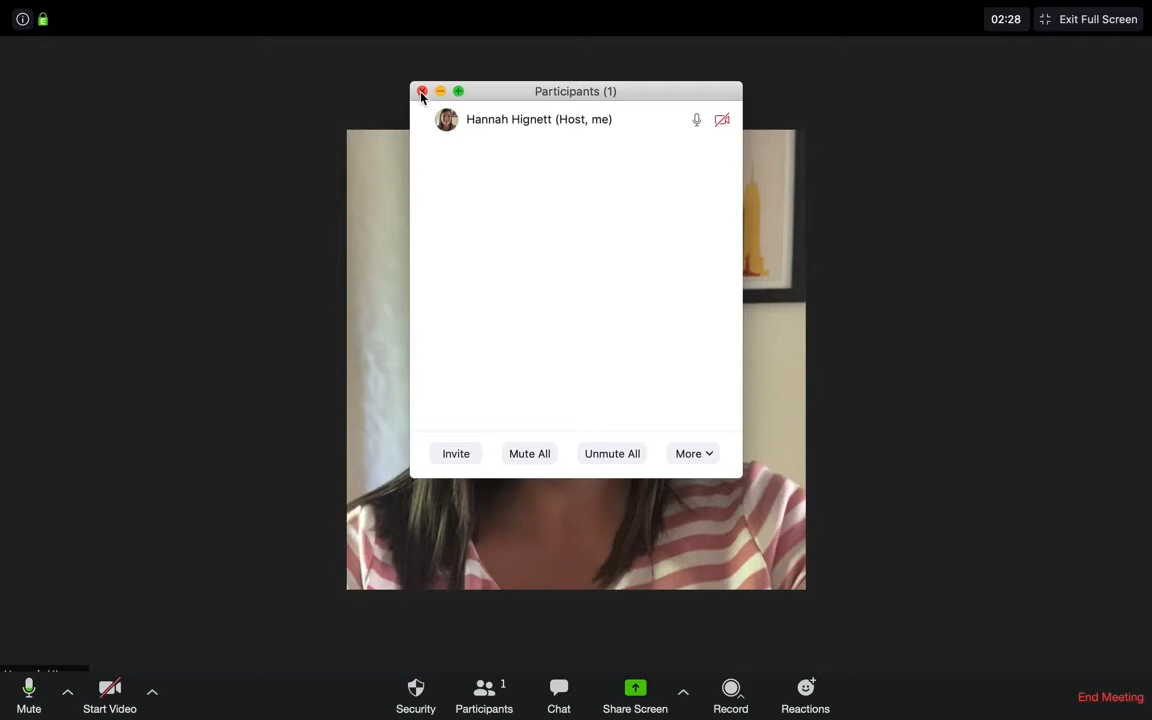 02:28 Exit Full Screen
Participants (1)
Hannah Hignett (Host, me)
Invite Mute All Unmute All More
Mute Start Video Security Participants 1 Chat Share Screen Record Reactions End Meeting